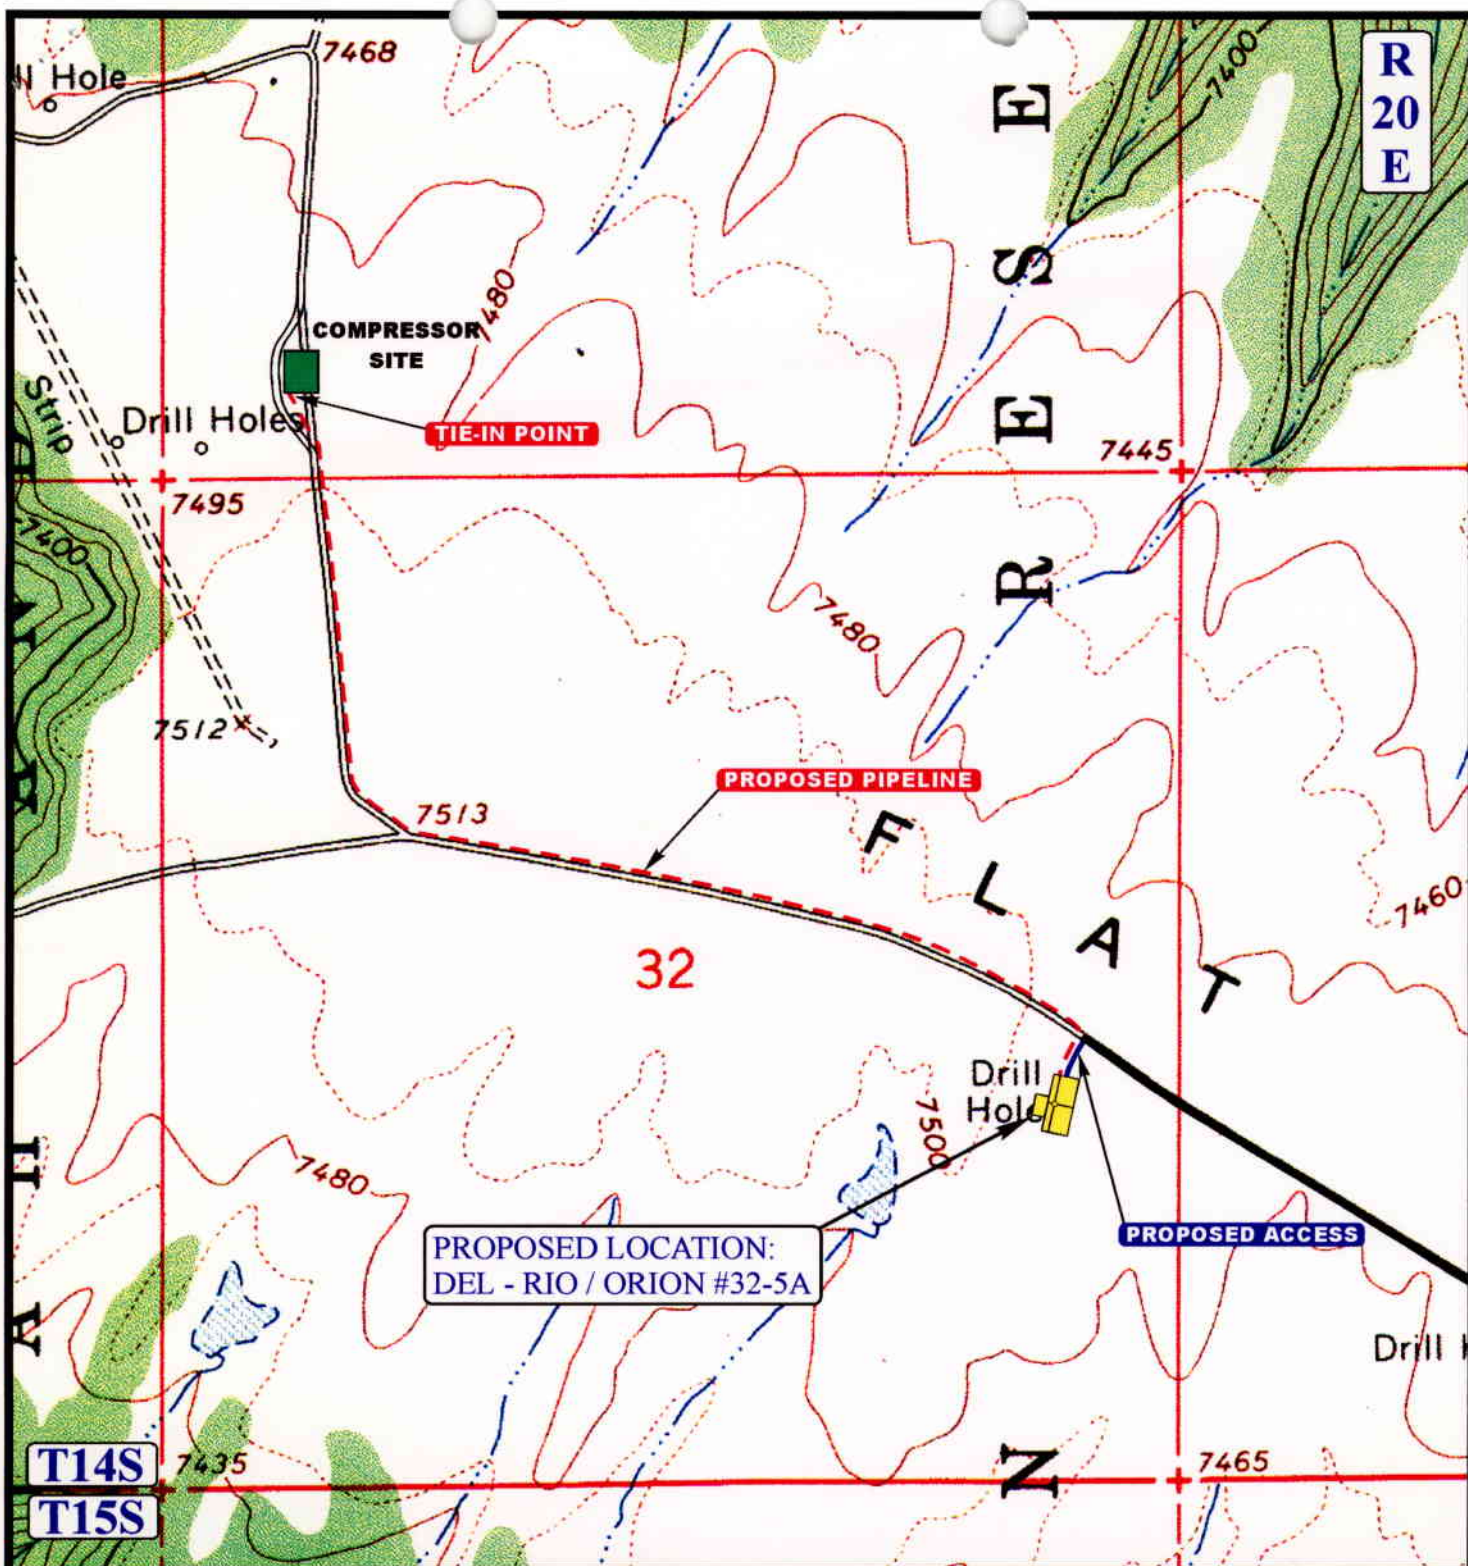 7468
Hole
R
20
E
7400
E
S
E
R
7480
COMPRESSOR
SITE
Strip
Drill Holes
TIE-IN POINT
7445
7495
7400
7480
7512
PROPOSED PIPELINE
7513
F
L
A
T
7460
32
Drill
Hole
7500
7480
PROPOSED LOCATION:
DEL - RIO / ORION #32-5A
PROPOSED ACCESS
Drill
A
N
T14S
7435
7465
T15S